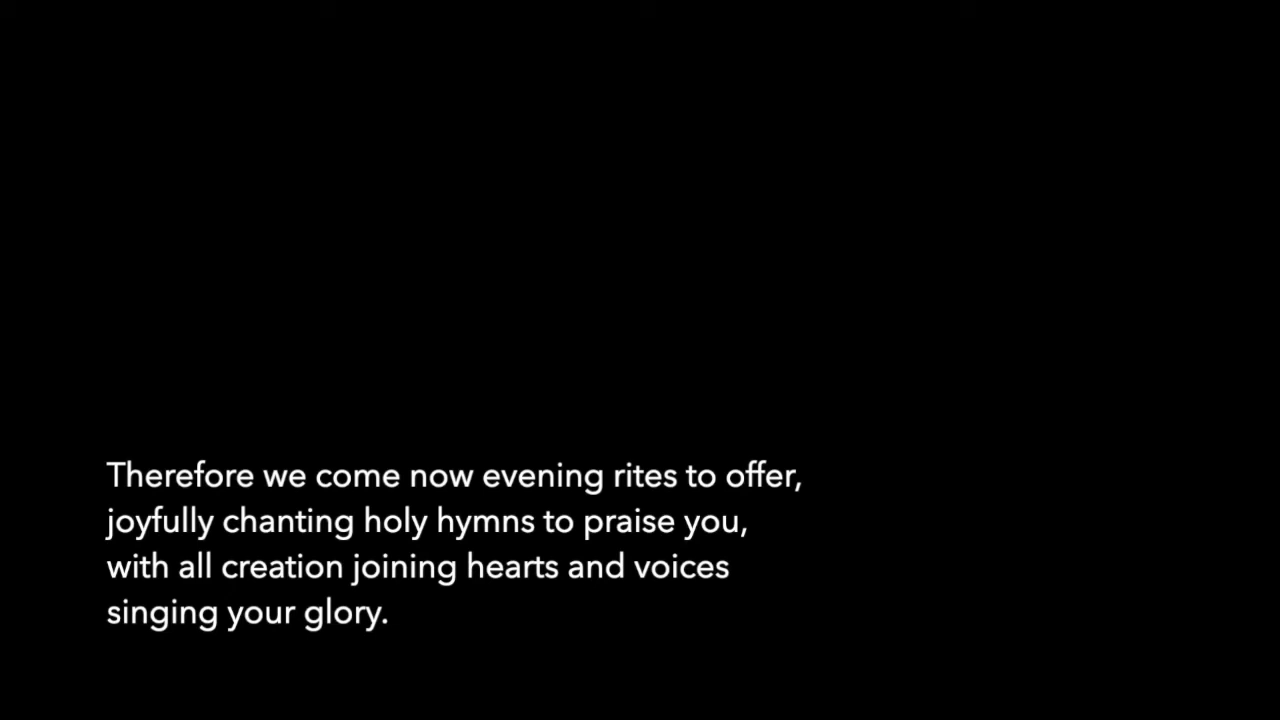 Therefore we come now evening rites to offer,
joyfully chanting holy hymns to praise you,
with all creation joining hearts and voices
singing your glory.